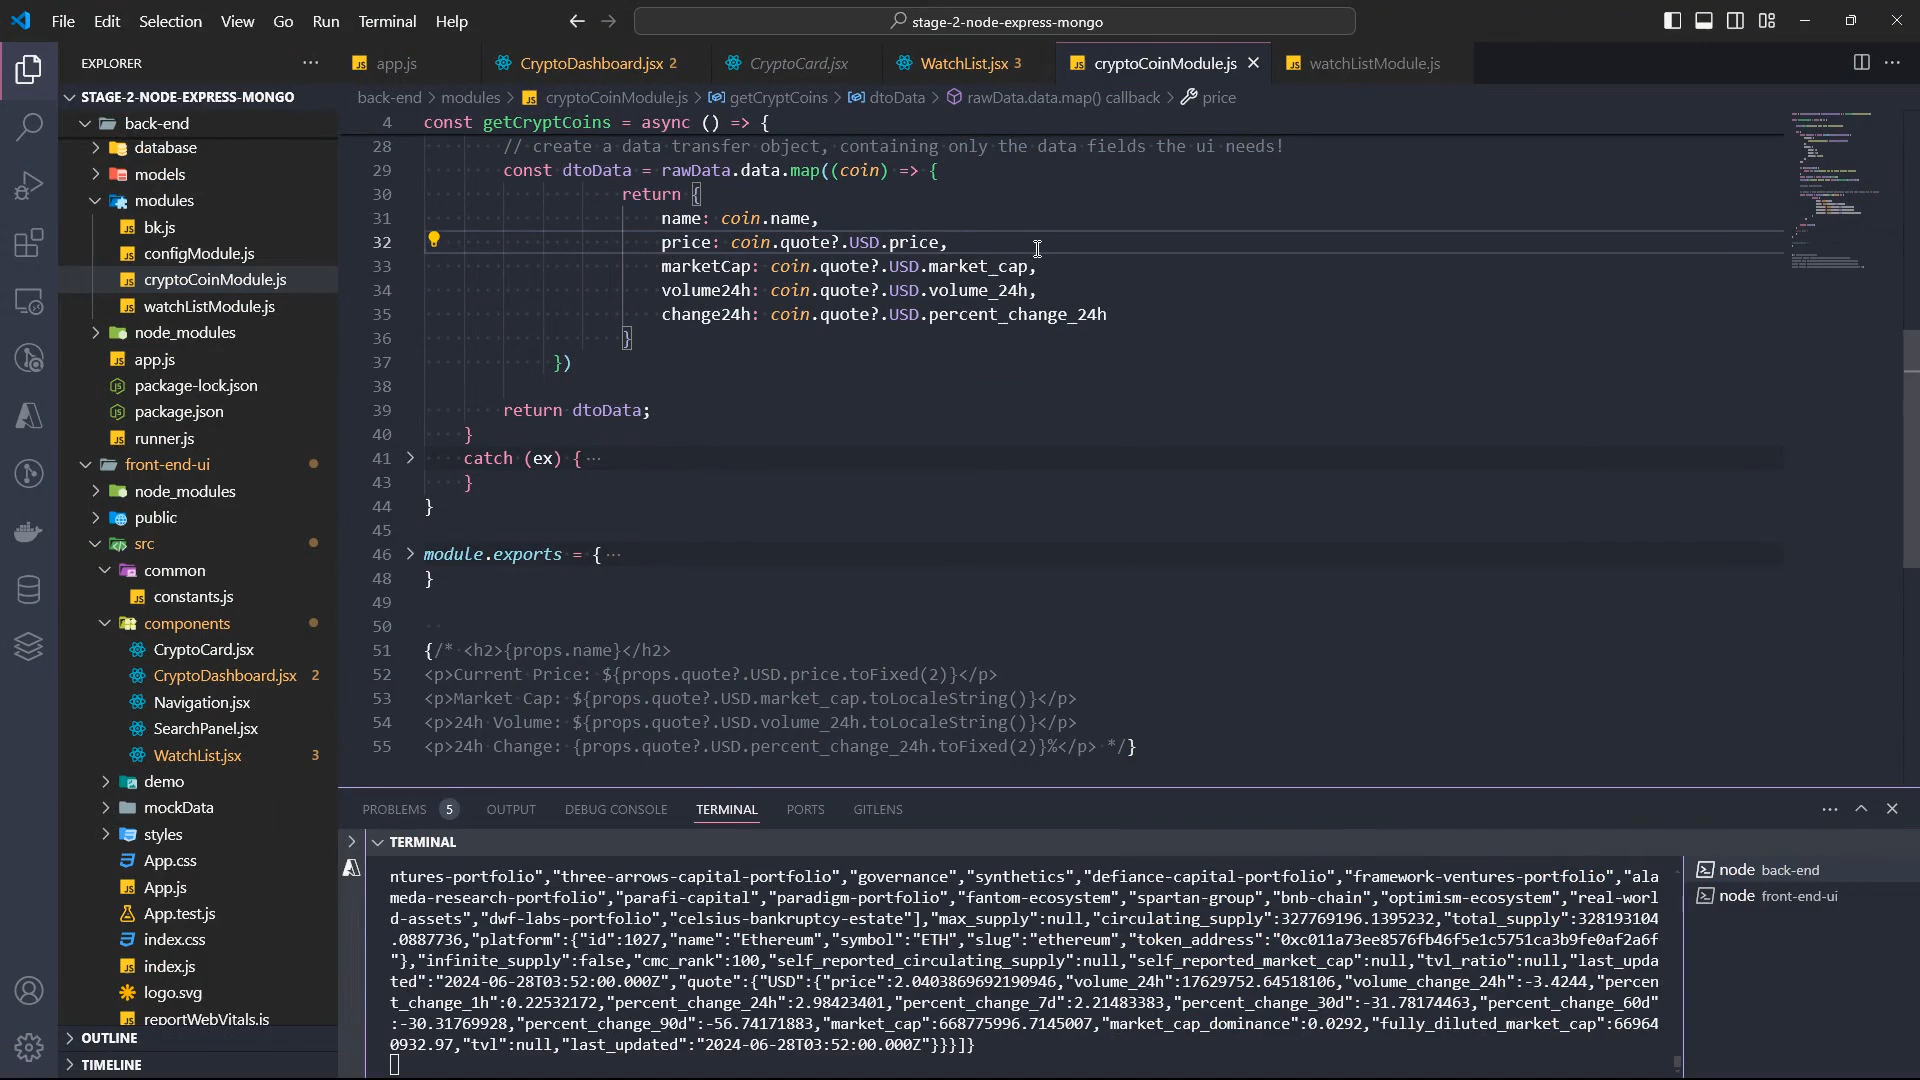 File Edit Selection View Go Run Terminal Help
stage-2-node-express-mongo
EXPLORER
STAGE-2-NODE-EXPRESS-MONGO
back-end
database
models
modules
bk.js
configModule.js
cryptoCoinModule.js
watchListModule.js
node_modules
app.js
package-lock.json
package.json
runner.js
front-end-ui
node_modules
public
src
common
constants.js
components
CryptoCard.jsx
CryptoDashboard.jsx 2
Navigation.jsx
SearchPanel.jsx
WatchList.jsx 3
demo
mockData
styles
App.css
App.js
App.test.js
index.css
index.js
logo.svg
reportWebVitals.js
OUTLINE
TIMELINE
app.js CryptoDashboard.jsx 2 CryptoCard.jsx WatchList.jsx 3 cryptoCoinModule.js watchListModule.js
back-end > modules > cryptoCoinModule.js > getCryptCoins > dtoData > rawData.data.map() callback > price
4 const getCryptCoins = async () => {
28 // create a data transfer object, containing only the data fields the ui needs!
29 const dtoData = rawData.data.map((coin) => {
30 return {
31 name: coin.name,
32 price: coin.quote?.USD.price,
33 marketCap: coin.quote?.USD.market_cap,
34 volume24h: coin.quote?.USD.volume_24h,
35 change24h: coin.quote?.USD.percent_change_24h
36 }
37 })
38
39 return dtoData;
40 }
41 catch (ex) { ···
43 }
44 }
45
46 module.exports = { ···
48 }
49
50
51 {/* <h2>{props.name}</h2>
52 <p>Current Price: ${props.quote?.USD.price.toFixed(2)}</p>
53 <p>Market Cap: ${props.quote?.USD.market_cap.toLocaleString()}</p>
54 <p>24h Volume: ${props.quote?.USD.volume_24h.toLocaleString()}</p>
55 <p>24h Change: {props.quote?.USD.percent_change_24h.toFixed(2)}%</p> */}
PROBLEMS 5 OUTPUT DEBUG CONSOLE TERMINAL PORTS GITLENS
TERMINAL
ntures-portfolio","three-arrows-capital-portfolio","governance","synthetics","defiance-capital-portfolio","framework-ventures-portfolio","ala
meda-research-portfolio","parafi-capital","paradigm-portfolio","fantom-ecosystem","spartan-group","bnb-chain","optimism-ecosystem","real-worl
d-assets","dwf-labs-portfolio","celsius-bankruptcy-estate"],"max_supply":null,"circulating_supply":327769196.1395232,"total_supply":328193104
.0887736,"platform":{"id":1027,"name":"Ethereum","symbol":"ETH","slug":"ethereum","token_address":"0xc011a73ee8576fb46f5e1c5751ca3b9fe0af2a6f
"},"infinite_supply":false,"cmc_rank":100,"self_reported_circulating_supply":null,"self_reported_market_cap":null,"tvl_ratio":null,"last_upda
ted":"2024-06-28T03:52:00.000Z","quote":{"USD":{"price":2.0403869692190946,"volume_24h":17629752.64518106,"volume_change_24h":-3.4244,"percen
t_change_1h":0.22532172,"percent_change_24h":2.98423401,"percent_change_7d":2.21483383,"percent_change_30d":-31.78174463,"percent_change_60d"
:-30.31769928,"percent_change_90d":-56.74171883,"market_cap":668775996.7145007,"market_cap_dominance":0.0292,"fully_diluted_market_cap":66964
0932.97,"tvl":null,"last_updated":"2024-06-28T03:52:00.000Z"}}}]}
node back-end
node front-end-ui